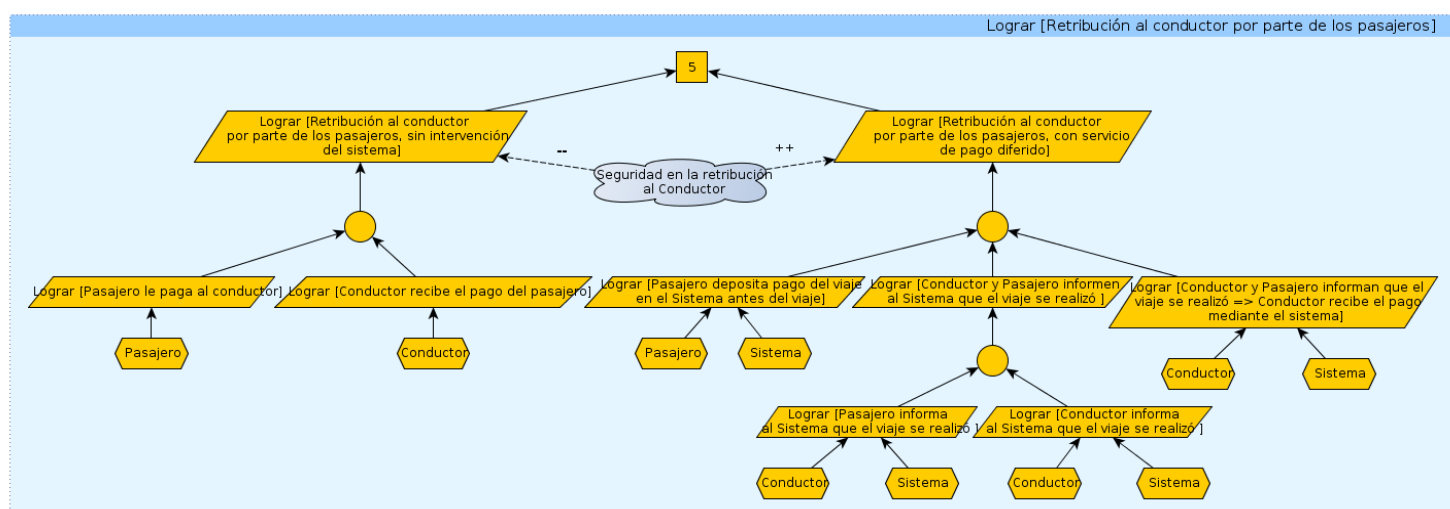 Lograr [Retribución al conductor por parte de los pasajeros]
5
Lograr [Retribución al conductor
por parte de los pasajeros, sin intervención
del sistema]
Lograr [Retribución al conductor
por parte de los pasajeros, con servicio
de pago diferido]
--
++
Seguridad en la retribución
al Conductor
Lograr [Pasajero le paga al conductor]
Lograr [Conductor recibe el pago del pasajero]
Lograr [Pasajero deposita pago del viaje
en el Sistema antes del viaje]
Lograr [Conductor y Pasajero informen
al Sistema que el viaje se realizó ]
Lograr [Conductor y Pasajero informan que el
viaje se realizó => Conductor recibe el pago
mediante el sistema]
Pasajero
Conductor
Pasajero
Sistema
Conductor
Sistema
Lograr [Pasajero informa
al Sistema que el viaje se realizó ]
Lograr [Conductor informa
al Sistema que el viaje se realizó ]
Conductor
Sistema
Conductor
Sistema